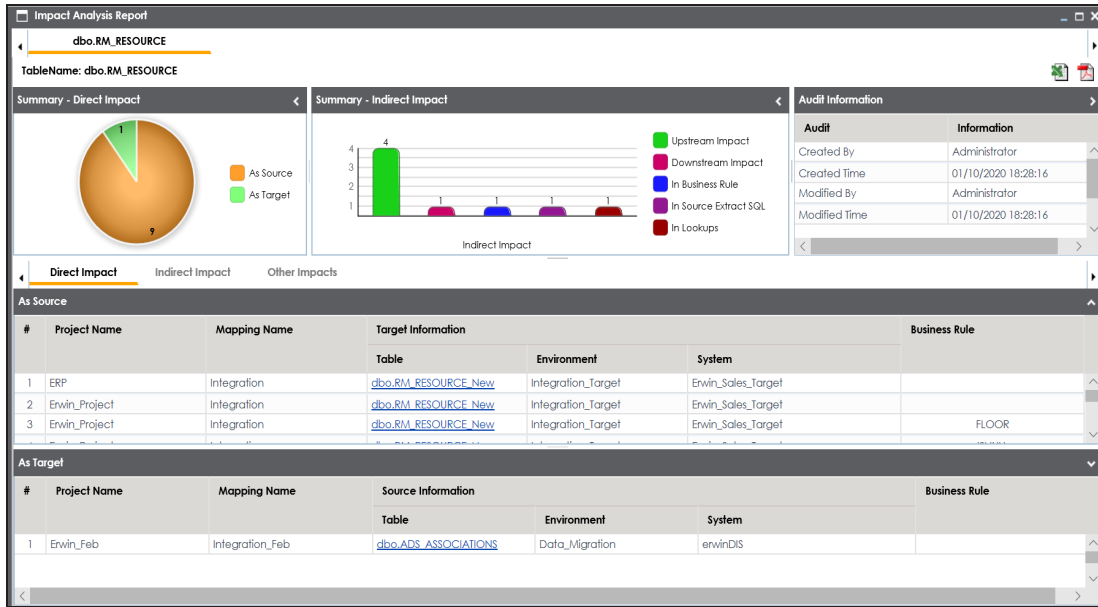 Impact Analysis Report
dbo.RM_RESOURCE
TableName: dbo.RM_RESOURCE
Summary - Direct Impact
1
9
As Source
As Target
Summary - Indirect Impact
4
3
2
1
4
1
1
1
1
Indirect Impact
Upstream Impact
Downstream Impact
In Business Rule
In Source Extract SQL
In Lookups
Audit Information
Audit Information
Created By Administrator
Created Time 01/10/2020 18:28:16
Modified By Administrator
Modified Time 01/10/2020 18:28:16
Direct Impact Indirect Impact Other Impacts
As Source
# Project Name Mapping Name Target Information Business Rule
Table Environment System
1 ERP Integration dbo.RM_RESOURCE_New Integration_Target Erwin_Sales_Target
2 Erwin_Project Integration dbo.RM_RESOURCE_New Integration_Target Erwin_Sales_Target
3 Erwin_Project Integration dbo.RM_RESOURCE_New Integration_Target Erwin_Sales_Target FLOOR
As Target
# Project Name Mapping Name Source Information Business Rule
Table Environment System
1 Erwin_Feb Integration_Feb dbo.ADS_ASSOCIATIONS Data_Migration erwinDIS